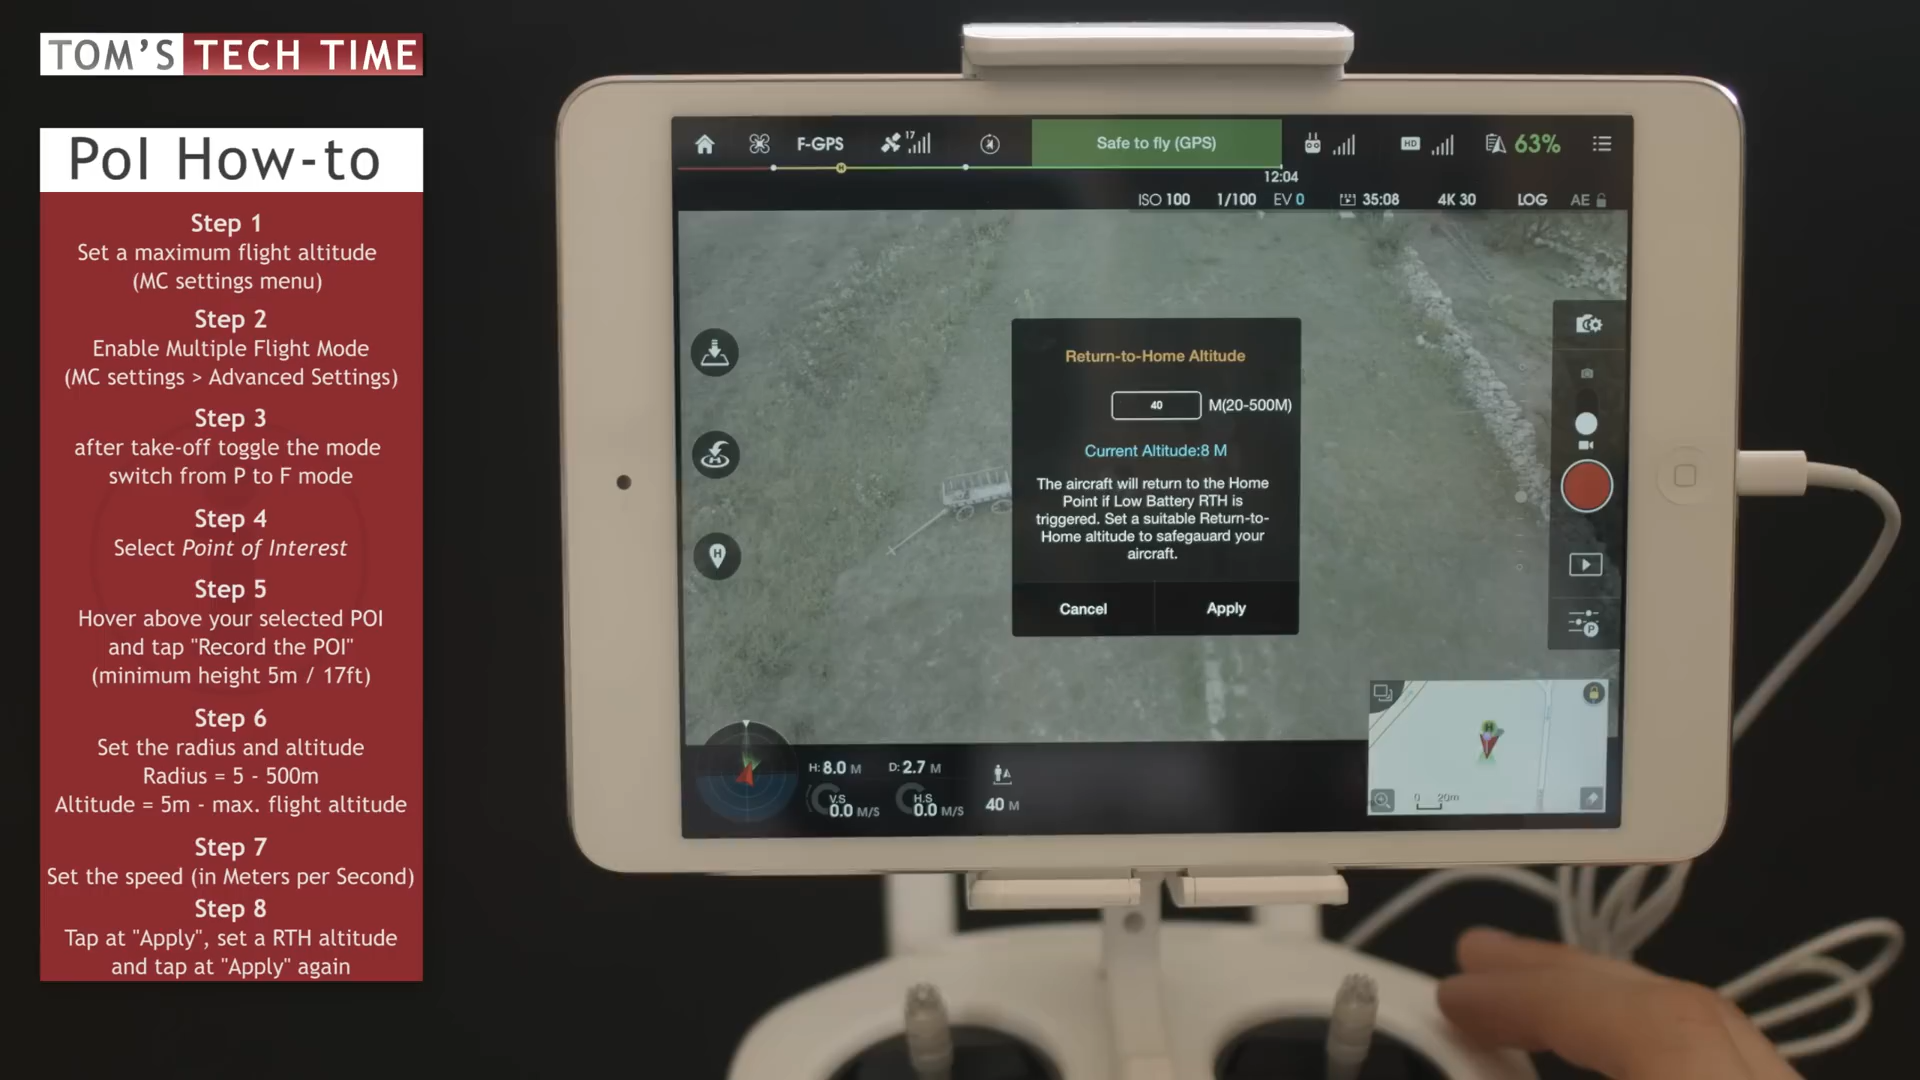 TOM'S TECH TIME
PoI How-to
Step 1
Set a maximum flight altitude
(MC settings menu)
Step 2
Enable Multiple Flight Mode
(MC settings > Advanced Settings)
Step 3
after take-off toggle the mode
switch from P to F mode
Step 4
Select Point of Interest
Step 5
Hover above your selected POI
and tap "Record the POI"
(minimum height 5m / 17ft)
Step 6
Set the radius and altitude
Radius = 5 - 500m
Altitude = 5m - max. flight altitude
Step 7
Set the speed (in Meters per Second)
Step 8
Tap at "Apply", set a RTH altitude
and tap at "Apply" again
F-GPS 17 Safe to fly (GPS) HD 63%
H
12:04
ISO 100 1/100 EV 0 35:08 4K 30 LOG AE
Return-to-Home Altitude
40 M(20-500M)
Current Altitude:8 M
The aircraft will return to the Home
Point if Low Battery RTH is
triggered. Set a suitable Return-to-
Home altitude to safegauard your
aircraft.
Cancel Apply
H
H
P
H
H: 8.0 M D: 2.7 M
V.S 0.0 M/S H.S 0.0 M/S 40 M
0 20m